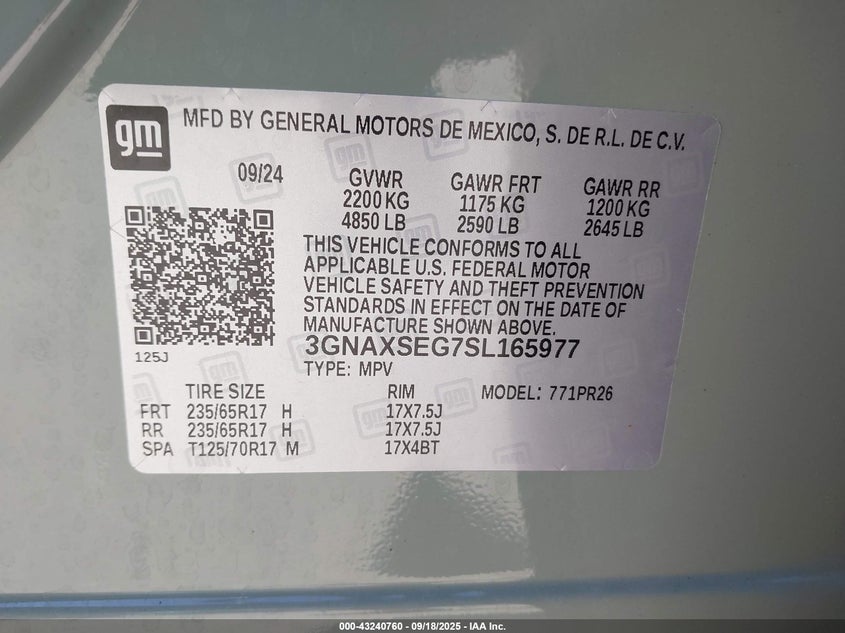 gm
MFD BY GENERAL MOTORS DE MEXICO, S. DE R.L. DE C.V.
09/24 GVWR GAWR FRT GAWR RR
2200 KG 1175 KG 1200 KG
4850 LB 2590 LB 2645 LB
THIS VEHICLE CONFORMS TO ALL
APPLICABLE U.S. FEDERAL MOTOR
VEHICLE SAFETY AND THEFT PREVENTION
STANDARDS IN EFFECT ON THE DATE OF
MANUFACTURE SHOWN ABOVE.
125J
3GNAXSEG7SL165977
TYPE: MPV
TIRE SIZE RIM MODEL: 771PR26
FRT 235/65R17 H 17X7.5J
RR 235/65R17 H 17X7.5J
SPA T125/70R17 M 17X4BT
000-43240760 - 09/18/2025 - IAA Inc.